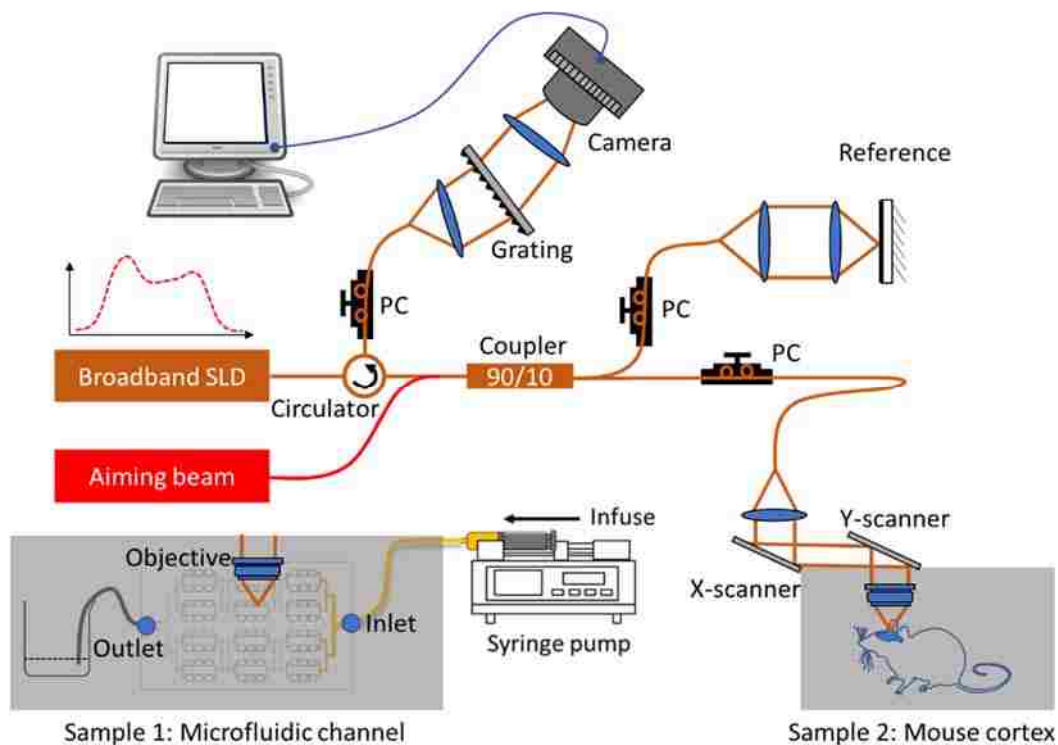 Camera
Reference
Grating
PC
PC
Coupler
PC
Broadband SLD
90/10
Circulator
Aiming beam
Infuse
Y-scanner
Objective
X-scanner
Inlet
Outlet
Syringe pump
Sample 1: Microfluidic channel
Sample 2: Mouse cortex